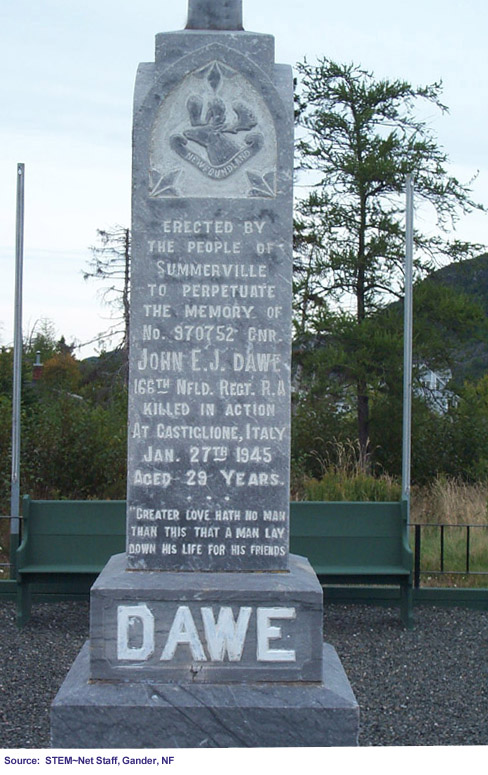 NEWFOUNDLAND
ERECTED BY
THE PEOPLE OF
SUMMERVILLE
TO PERPETUATE
THE MEMORY OF
No. 970752 GNR.
JOHN E.J. DAWE
166TH NFLD. REGT. R.A
KILLED IN ACTION
AT CASTIGLIONE, ITALY
JAN. 27TH 1945
AGED 29 YEARS.
"GREATER LOVE HATH NO MAN
THAN THIS THAT A MAN LAY
DOWN HIS LIFE FOR HIS FRIENDS
DAWE
Source: STEM~Net Staff, Gander, NF